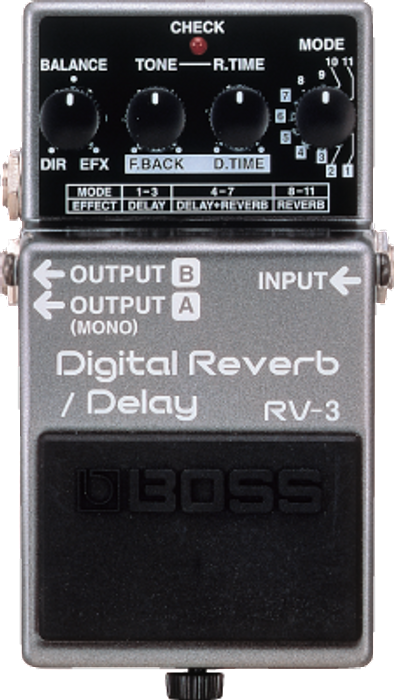 CHECK
MODE
BALANCE TONE R.TIME
10 11
9
8
7
6
5
4 3
2 1
DIR EFX F.BACK D.TIME
MODE 1-3 4-7 8-11
EFFECT DELAY DELAY+REVERB REVERB
OUTPUT B
INPUT
OUTPUT A
(MONO)
Digital Reverb
/ Delay RV-3
BOSS